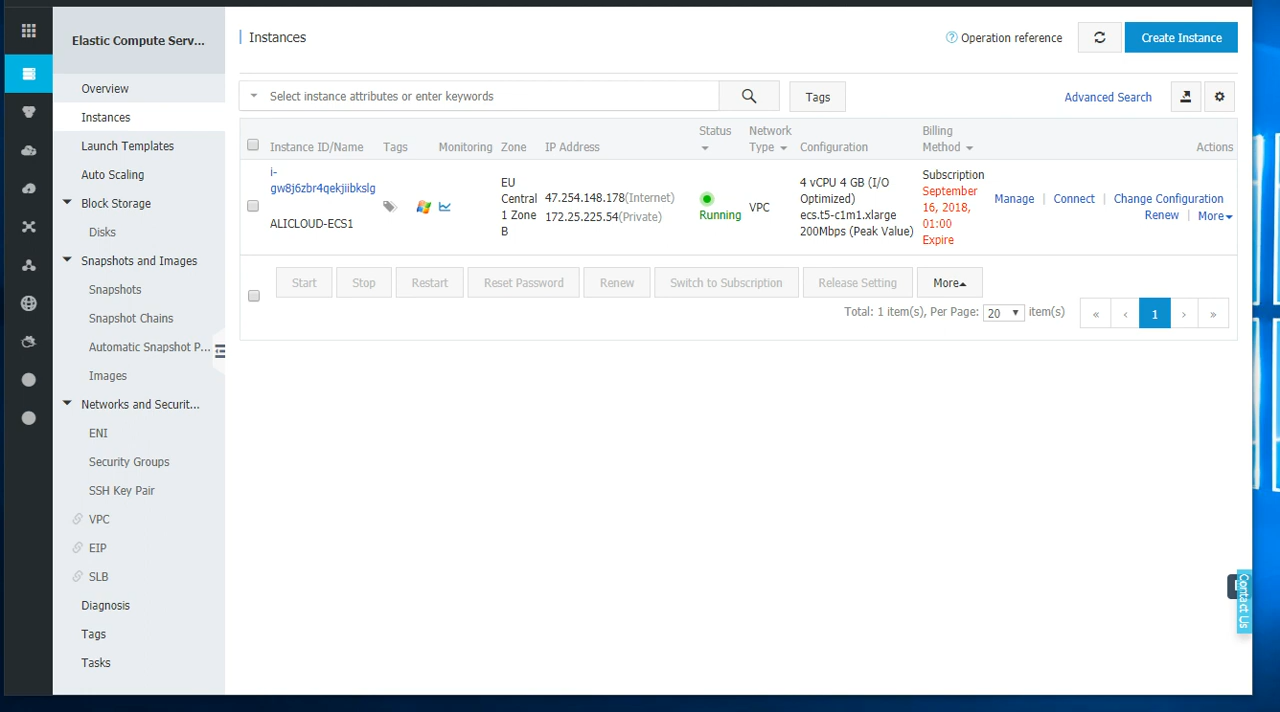 Elastic Compute Serv...
Overview
Instances
Launch Templates
Auto Scaling
Block Storage
Disks
Snapshots and Images
Snapshots
Snapshot Chains
Automatic Snapshot P...
Images
Networks and Securit...
ENI
Security Groups
SSH Key Pair
VPC
EIP
SLB
Diagnosis
Tags
Tasks
Instances
Operation reference
Create Instance
Select instance attributes or enter keywords
Tags
Advanced Search
Instance ID/Name
Tags
Monitoring
Zone
IP Address
Status
Network
Type
Configuration
Billing
Method
Actions
i-
gw8j6zbr4qekjiibkslg
ALICLOUD-ECS1
EU
Central
1 Zone
B
47.254.148.178(Internet)
172.25.225.54(Private)
Running
VPC
4 vCPU 4 GB (I/O
Optimized)
ecs.t5-c1m1.xlarge
200Mbps (Peak Value)
Subscription
September
16, 2018,
01:00
Expire
Manage | Connect | Change Configuration
Renew | More
Start
Stop
Restart
Reset Password
Renew
Switch to Subscription
Release Setting
More
Total: 1 item(s), Per Page: 20 item(s)
« ‹ 1 › »
Contact Us